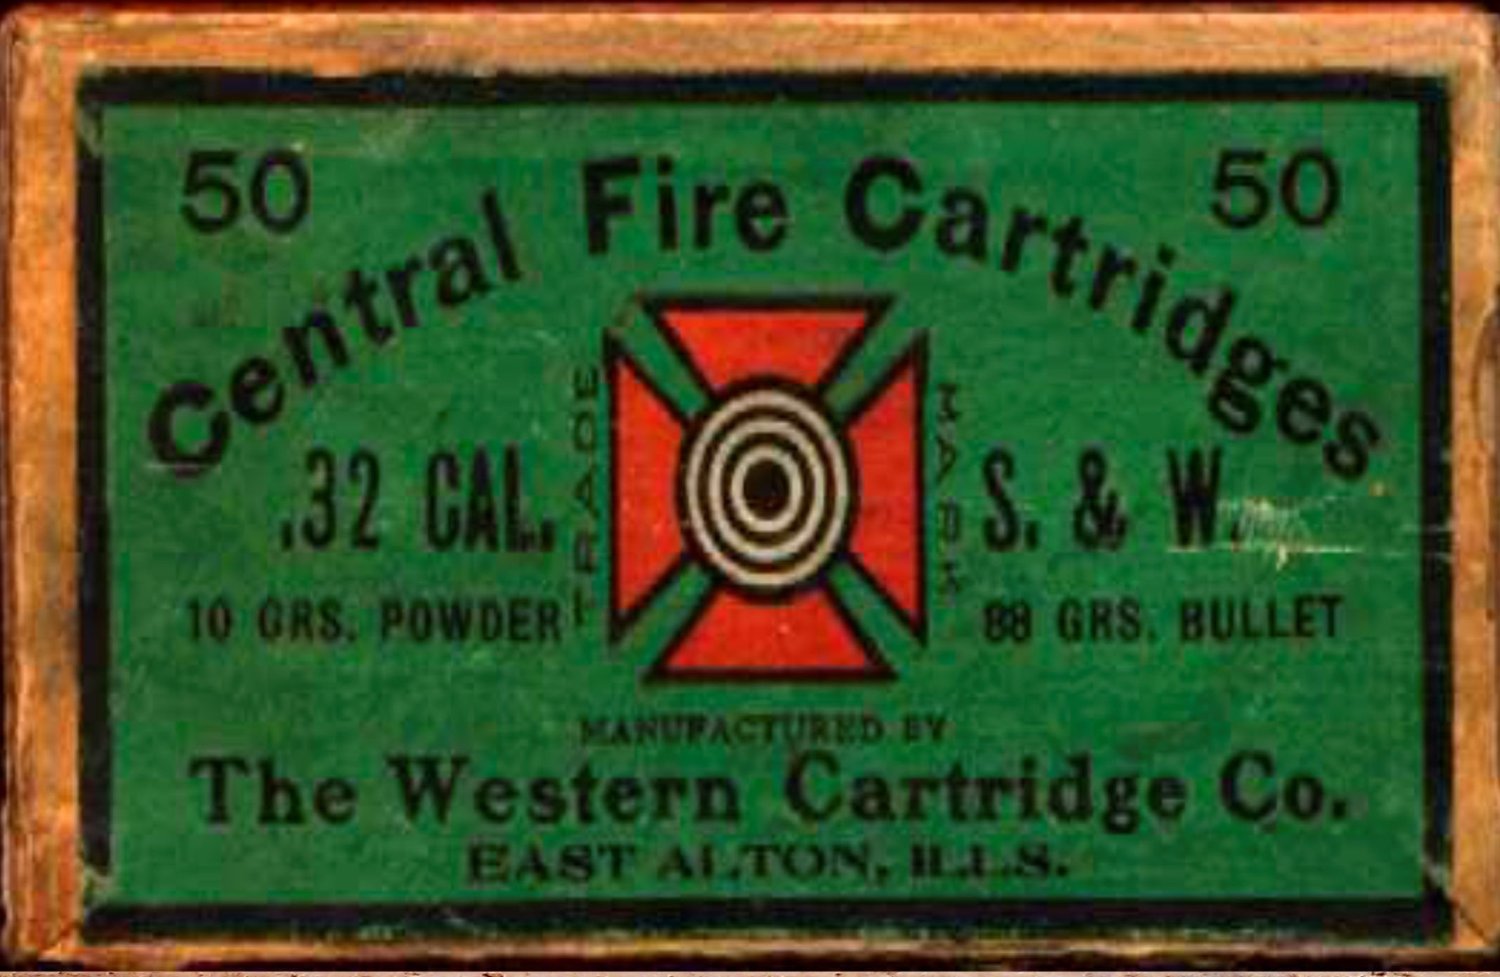 50 50
Central Fire Cartridges
TRADE MARK
.32 CAL. S. & W.
10 GRS. POWDER 88 GRS. BULLET
MANUFACTURED BY
The Western Cartridge Co.
EAST ALTON, ILLS.